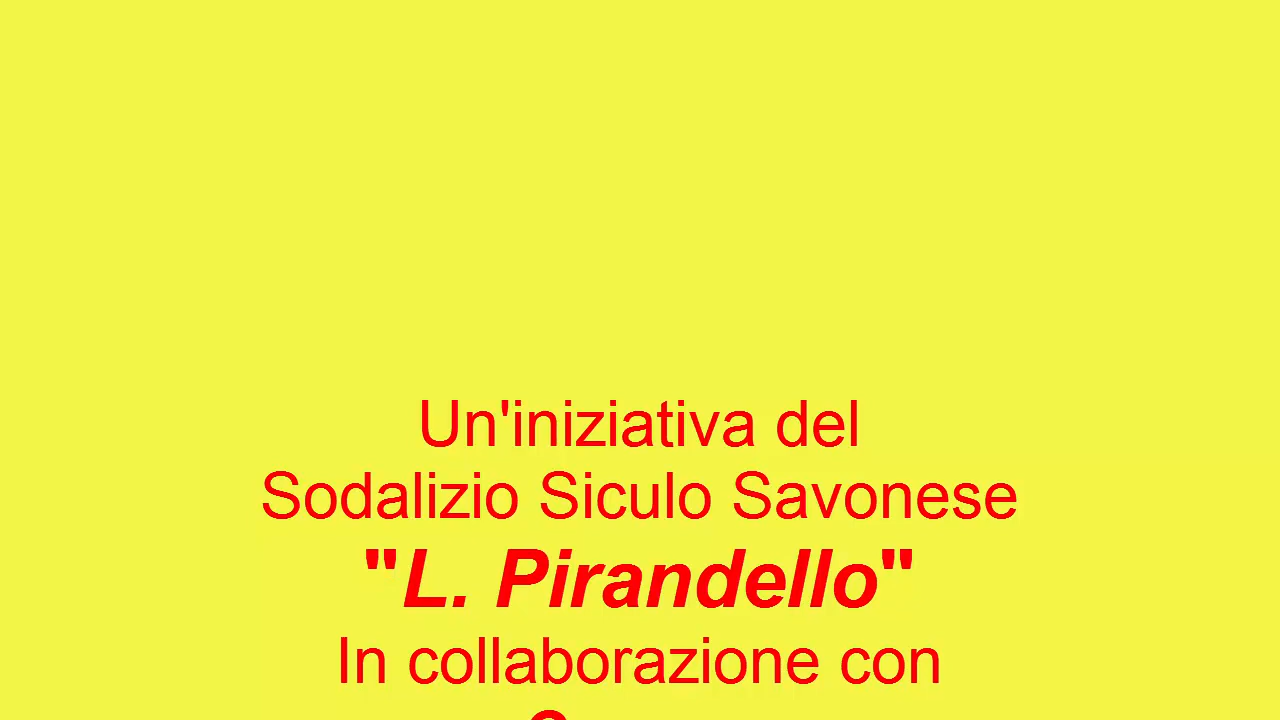 Un'iniziativa del
Sodalizio Siculo Savonese
"L. Pirandello"
In collaborazione con